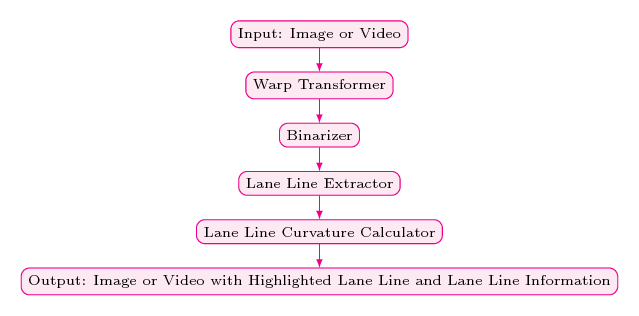 Input: Image or Video
Warp Transformer
Binarizer
Lane Line Extractor
Lane Line Curvature Calculator
Output: Image or Video with Highlighted Lane Line and Lane Line Information